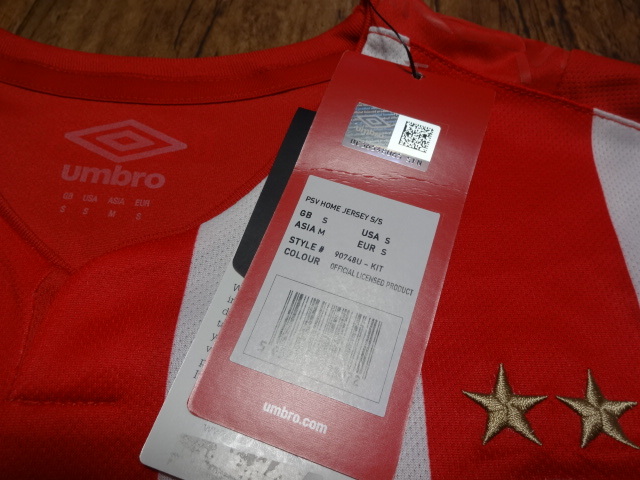 umbro
GB USA ASIA EUR
S S M S
umbro
PSV HOME JERSEY S/S
GB S USA S
ASIA M EUR S
STYLE # 90748U - KIT
COLOUR OFFICIAL LICENSED PRODUCT
umbro.com